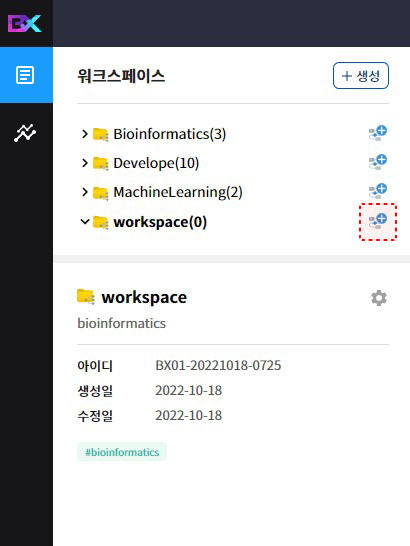 BX
워크스페이스
+ 생성
Bioinformatics(3)
Develope(10)
MachineLearning(2)
workspace(0)
workspace
bioinformatics
아이디 BX01-20221018-0725
생성일 2022-10-18
수정일 2022-10-18
#bioinformatics